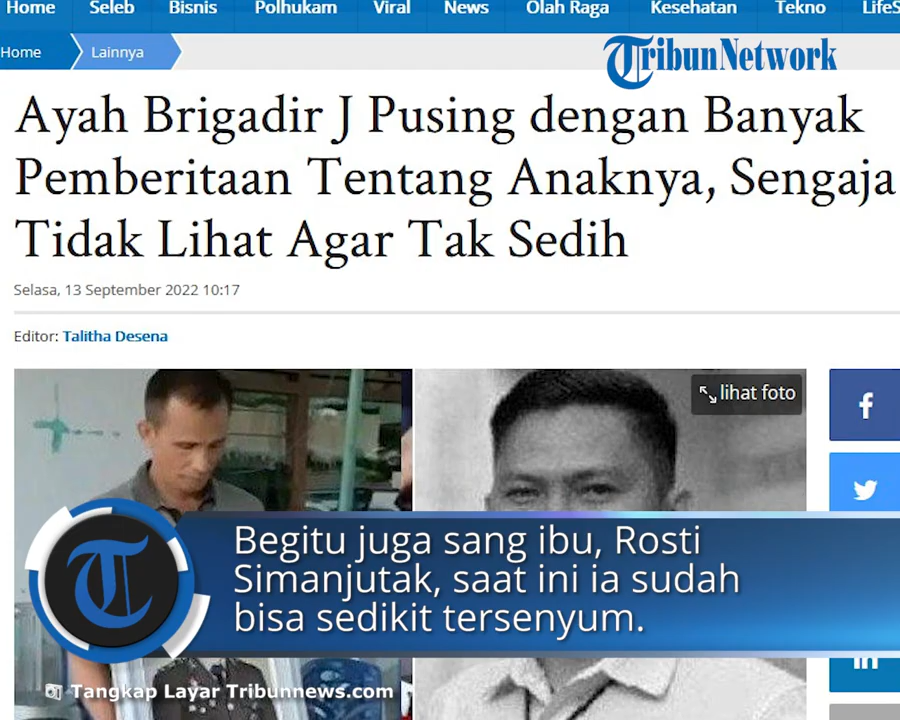 Home Seleb Bisnis Polhukam Viral News Olah Raga Kesehatan Tekno LifeS
Home Lainnya
TribunNetwork
Ayah Brigadir J Pusing dengan Banyak
Pemberitaan Tentang Anaknya, Sengaja
Tidak Lihat Agar Tak Sedih
Selasa, 13 September 2022 10:17
Editor: Talitha Desena
lihat foto
Begitu juga sang ibu, Rosti
Simanjutak, saat ini ia sudah
bisa sedikit tersenyum.
Tangkap Layar Tribunnews.com